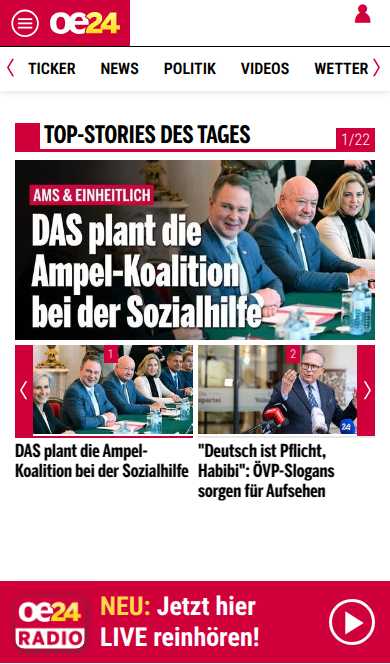 oe24
TICKER NEWS POLITIK VIDEOS WETTER
TOP-STORIES DES TAGES
1/22
AMS & EINHEITLICH
DAS plant die
Ampel-Koalition
bei der Sozialhilfe
1
2
24
DAS plant die Ampel-
Koalition bei der Sozialhilfe
"Deutsch ist Pflicht,
Habibi": ÖVP-Slogans
sorgen für Aufsehen
oe24
RADIO
NEU: Jetzt hier
LIVE reinhören!